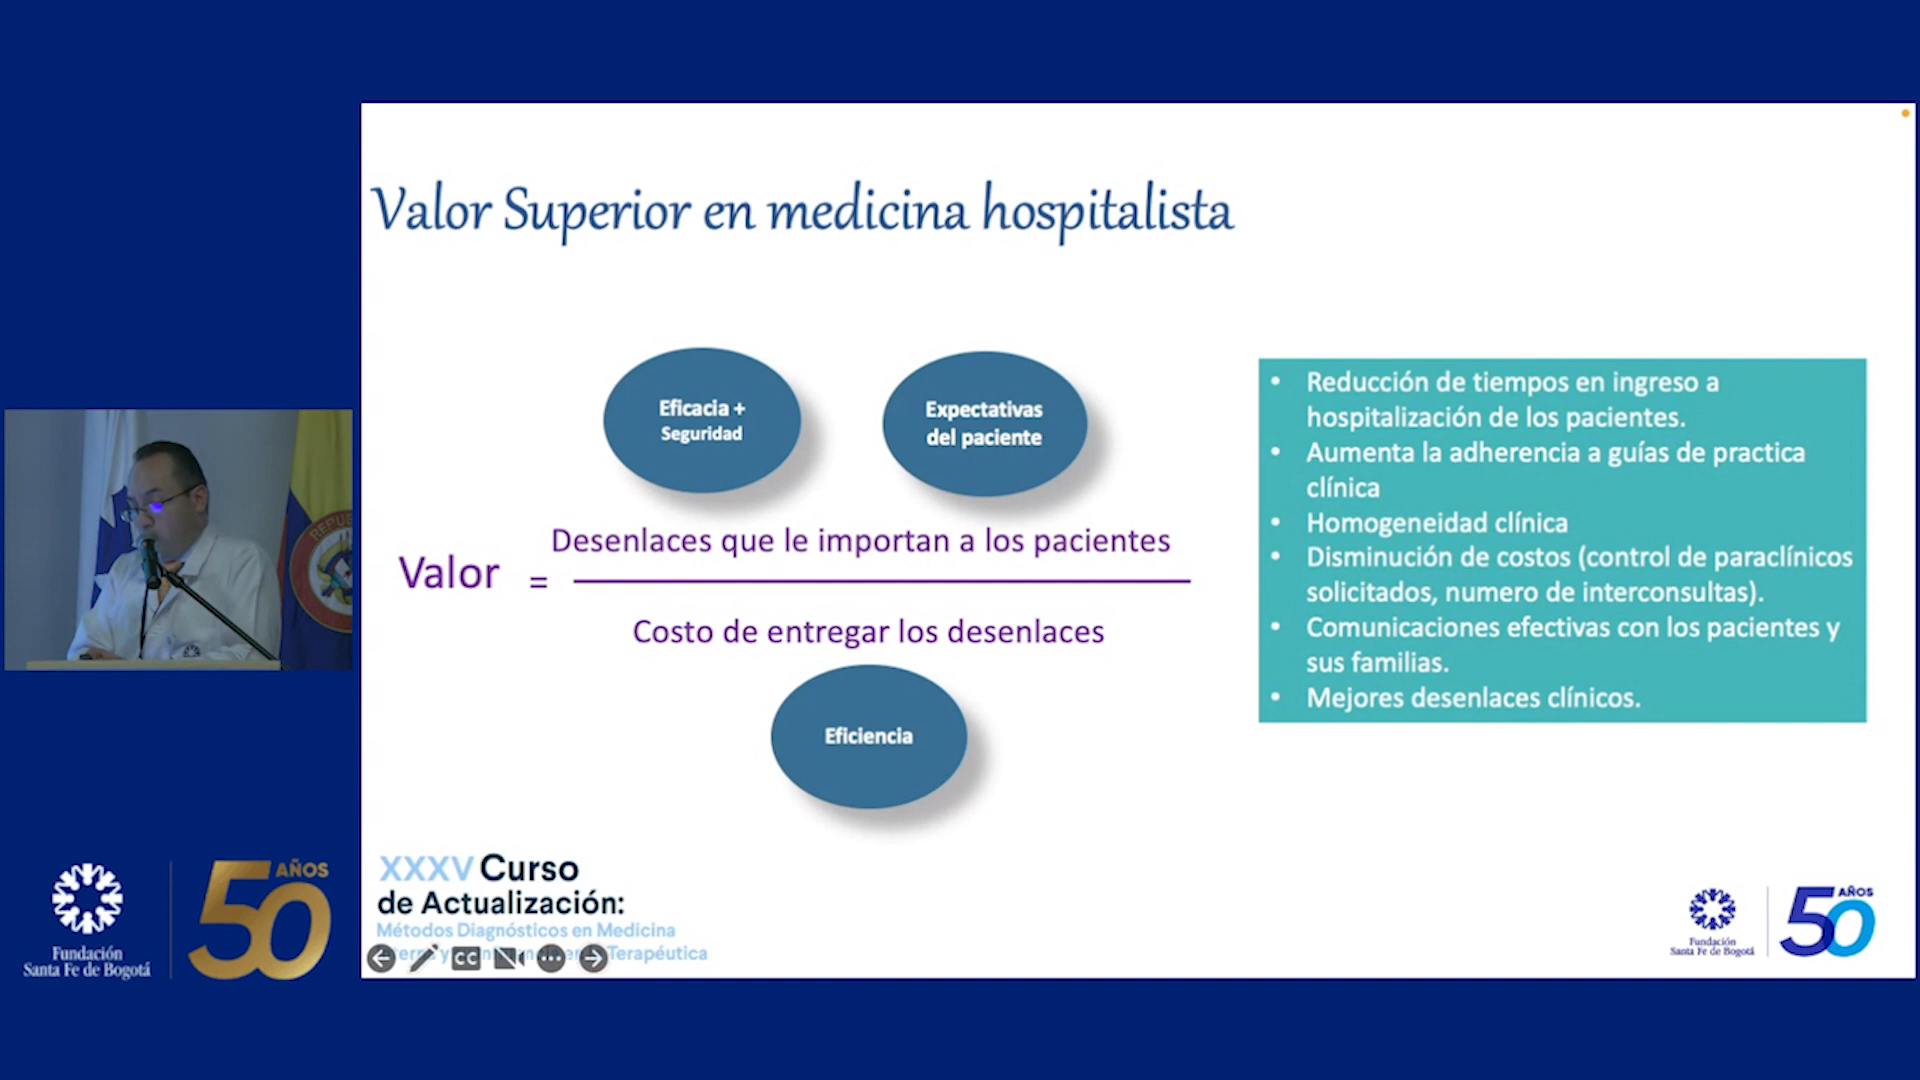 Valor Superior en medicina hospitalista
Eficacia +
Seguridad
Expectativas
del paciente
Desenlaces que le importan a los pacientes
Valor =
Costo de entregar los desenlaces
Eficiencia
• Reducción de tiempos en ingreso a
hospitalización de los pacientes.
• Aumenta la adherencia a guías de practica
clínica
• Homogeneidad clínica
• Disminución de costos (control de paraclínicos
solicitados, numero de interconsultas).
• Comunicaciones efectivas con los pacientes y
sus familias.
• Mejores desenlaces clínicos.
XXXV Curso
de Actualización:
Métodos Diagnósticos en Medicina
Terapéutica
CC
Fundación
Santa Fe de Bogotá
50 AÑOS
Fundación
Santa Fe de Bogotá
50 AÑOS